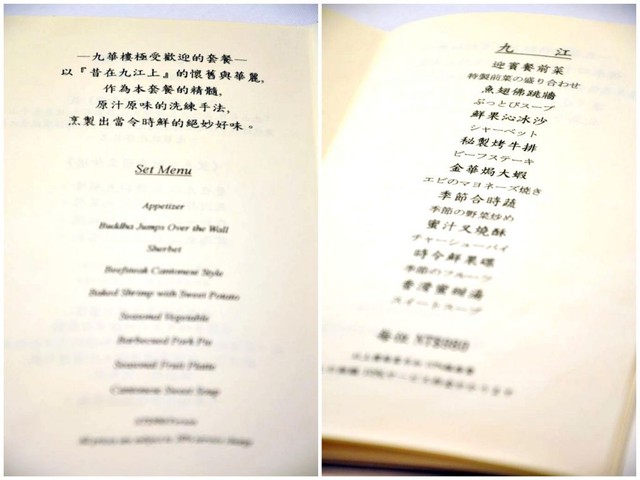 —九華樓極受歡迎的套餐—
以『昔在九江上』的懷舊與華麗,
作為本套餐的精髓,
原汁原味的洗練手法,
烹製出當令時鮮的絕妙好味。
Set Menu
Appetizer
Buddha Jumps Over the Wall
Sherbet
Beefsteak Cantonese Style
Baked Shrimp with Sweet Potato
Seasonal Vegetable
Barbecued Pork Pie
Seasonal Fruit Platte
Cantonese Sweet Soup
九 江
迎賓餐前菜
特製前菜の盛り合わせ
魚翅佛跳牆
ぶっとびスープ
鮮果沁冰沙
シャーベット
秘製烤牛排
ビーフステーキ
金華焗大蝦
エビのマヨネーズ焼き
季節合時蔬
季節の野菜炒め
蜜汁叉燒酥
チャーシューパイ
時令鮮果碟
季節のフルーツ
香滑蜜糊湯
スイートスープ
每位